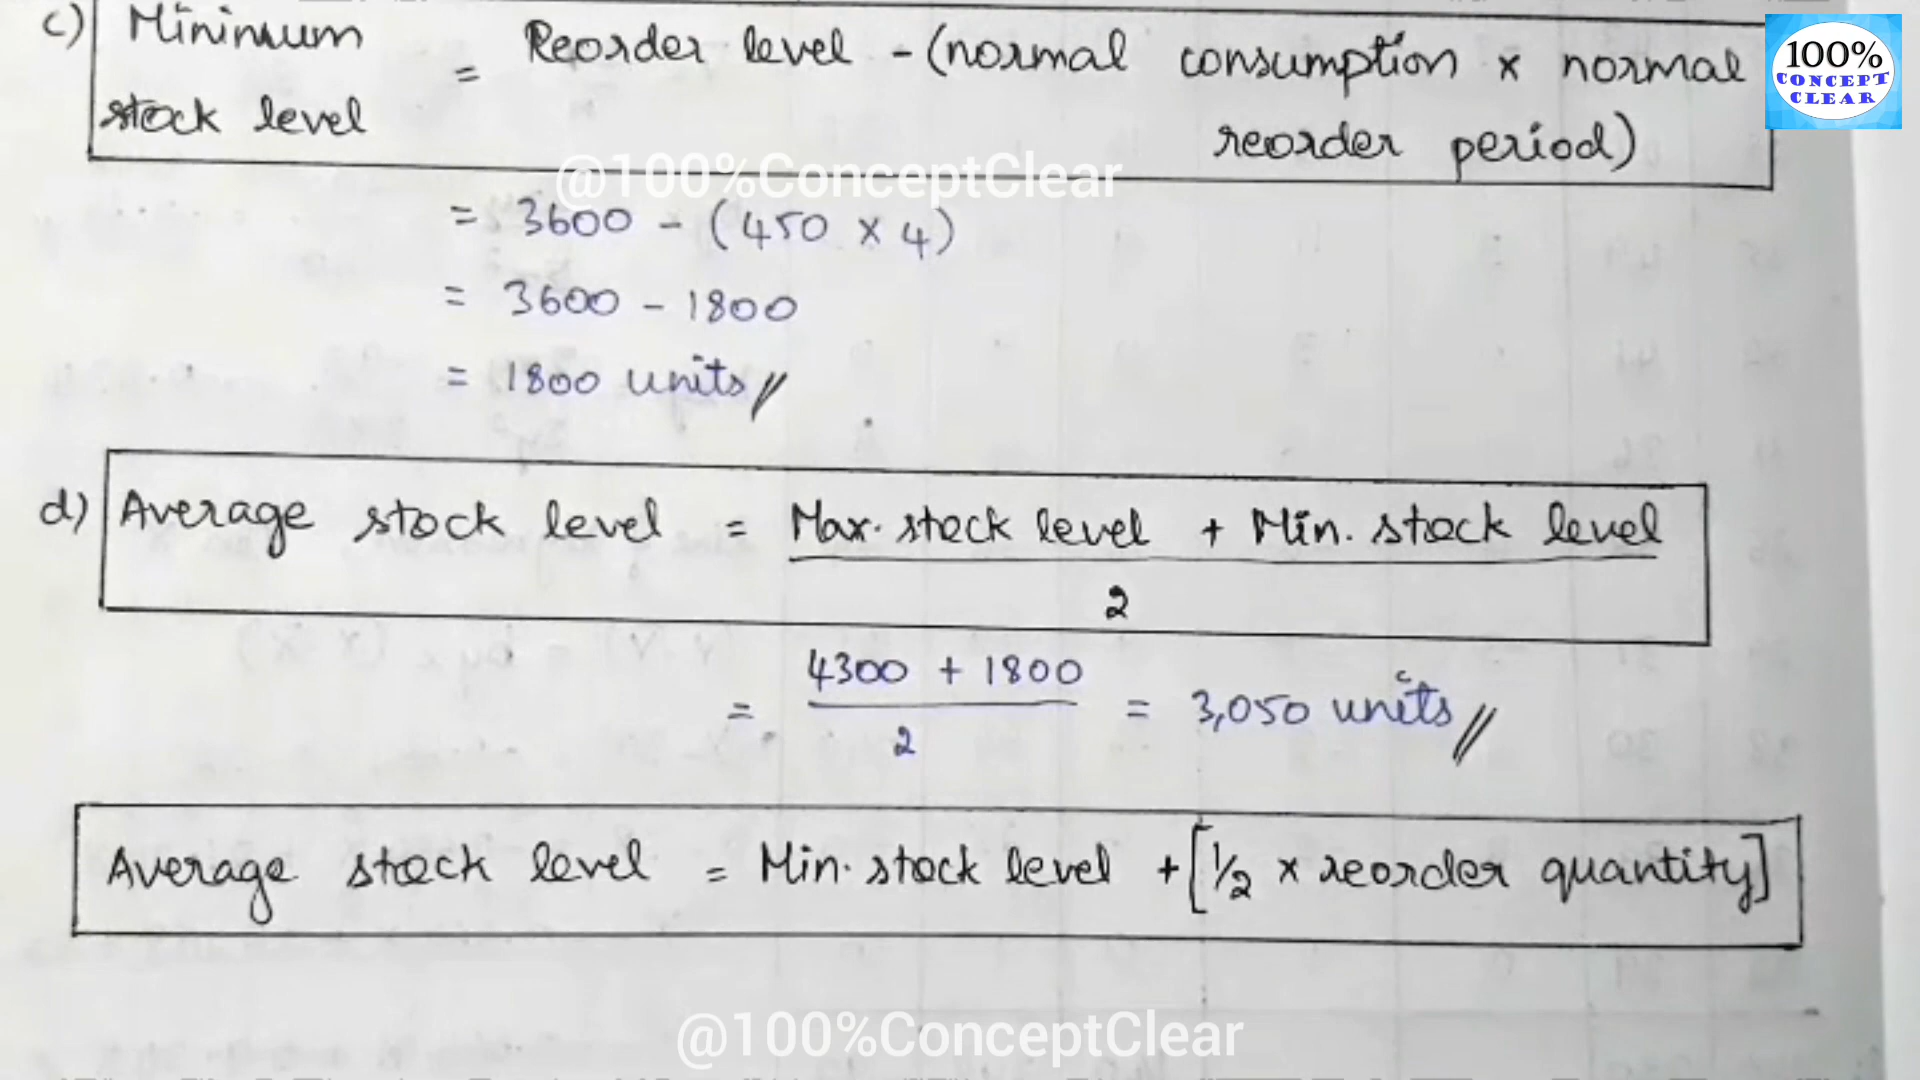 c) Minimum stock level = Reorder level - (normal consumption x normal reorder period)
= 3600 - (450 x 4)
= 3600 - 1800
= 1800 units
d) Average stock level = Max. stock level + Min. stock level
2
= 4300 + 1800 = 3,050 units
2
Average stock level = Min. stock level + [1/2 x reorder quantity]
100%
CONCEPT
CLEAR
@100%ConceptClear
@100%ConceptClear